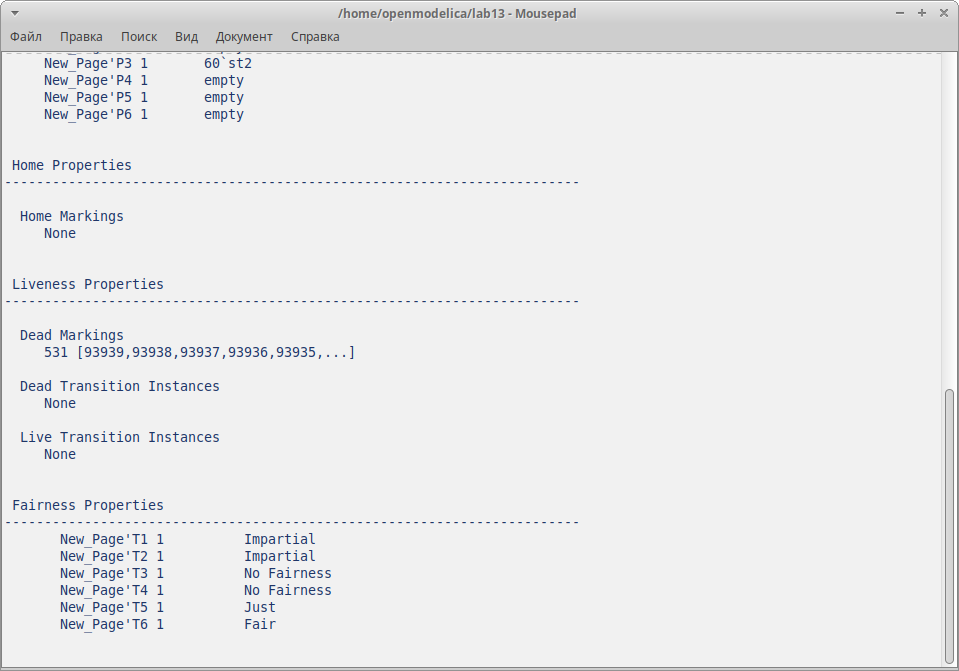 /home/openmodelica/lab13 - Mousepad
Файл Правка Поиск Вид Документ Справка
New_Page'P3 1 60`st2
New_Page'P4 1 empty
New_Page'P5 1 empty
New_Page'P6 1 empty
Home Properties
------------------------------------------------------------------------
Home Markings
None
Liveness Properties
------------------------------------------------------------------------
Dead Markings
531 [93939,93938,93937,93936,93935,...]
Dead Transition Instances
None
Live Transition Instances
None
Fairness Properties
------------------------------------------------------------------------
New_Page'T1 1 Impartial
New_Page'T2 1 Impartial
New_Page'T3 1 No Fairness
New_Page'T4 1 No Fairness
New_Page'T5 1 Just
New_Page'T6 1 Fair